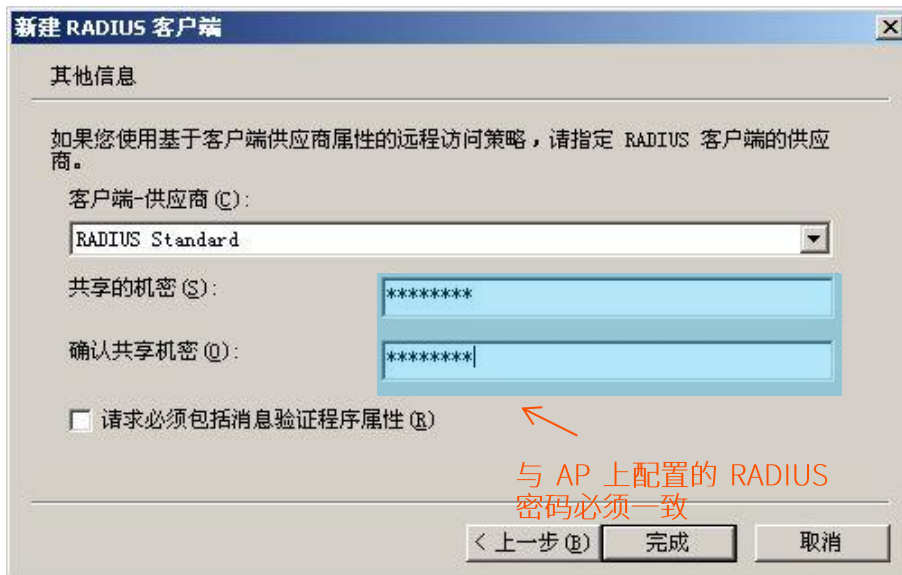 新建 RADIUS 客户端
其他信息
如果您使用基于客户端供应商属性的远程访问策略，请指定 RADIUS 客户端的供应
商。
客户端-供应商(C):
RADIUS Standard
共享的机密(S):
********
确认共享机密(O):
********
请求必须包括消息验证程序属性(R)
与 AP 上配置的 RADIUS
密码必须一致
< 上一步(B)
完成
取消